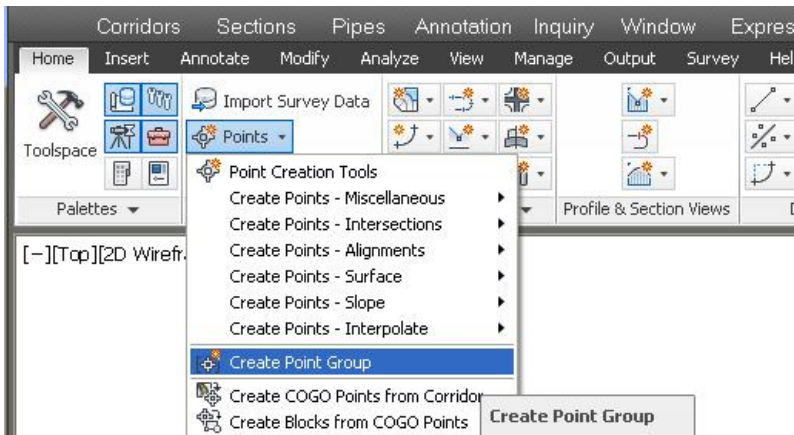 Corridors Sections Pipes Annotation Inquiry Window
Home Insert Annotate Modify Analyze View Manage Output Survey
Import Survey Data
Points
Toolspace
Palettes
Profile & Section Views
Point Creation Tools
Create Points - Miscellaneous
Create Points - Intersections
Create Points - Alignments
[−][Top][2D Wirefr
Create Points - Surface
Create Points - Slope
Create Points - Interpolate
Create Point Group
Create COGO Points from Corridor
Create Blocks from COGO Points
Create Point Group